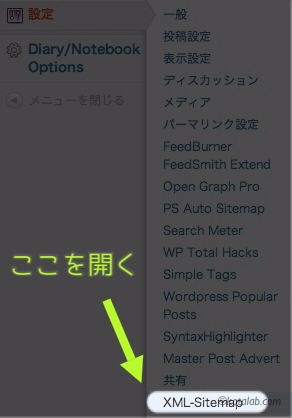 設定
Diary/Notebook
Options
メニューを閉じる
一般
投稿設定
表示設定
ディスカッション
メディア
パーマリンク設定
FeedBurner
FeedSmith Extend
Open Graph Pro
PS Auto Sitemap
Search Meter
WP Total Hacks
Simple Tags
Wordpress Popular
Posts
SyntaxHighlighter
Master Post Advert
共有
XML-Sitemap
ここを開く